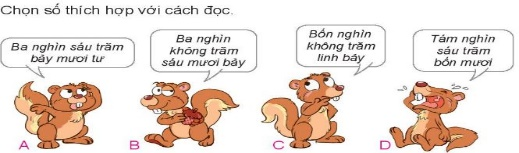 Chọn số thích hợp với cách đọc.
Ba nghìn sáu trăm
bảy mươi tư
Ba nghìn
không trăm
sáu mươi bảy
Bốn nghìn
không trăm
linh bảy
Tám nghìn
sáu trăm
bốn mươi
A
B
C
D